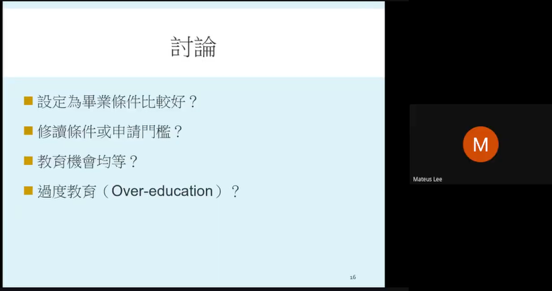 討論
設定為畢業條件比較好？
修讀條件或申請門檻？
教育機會均等？
過度教育（Over-education）？
16
M
Mateus Lee